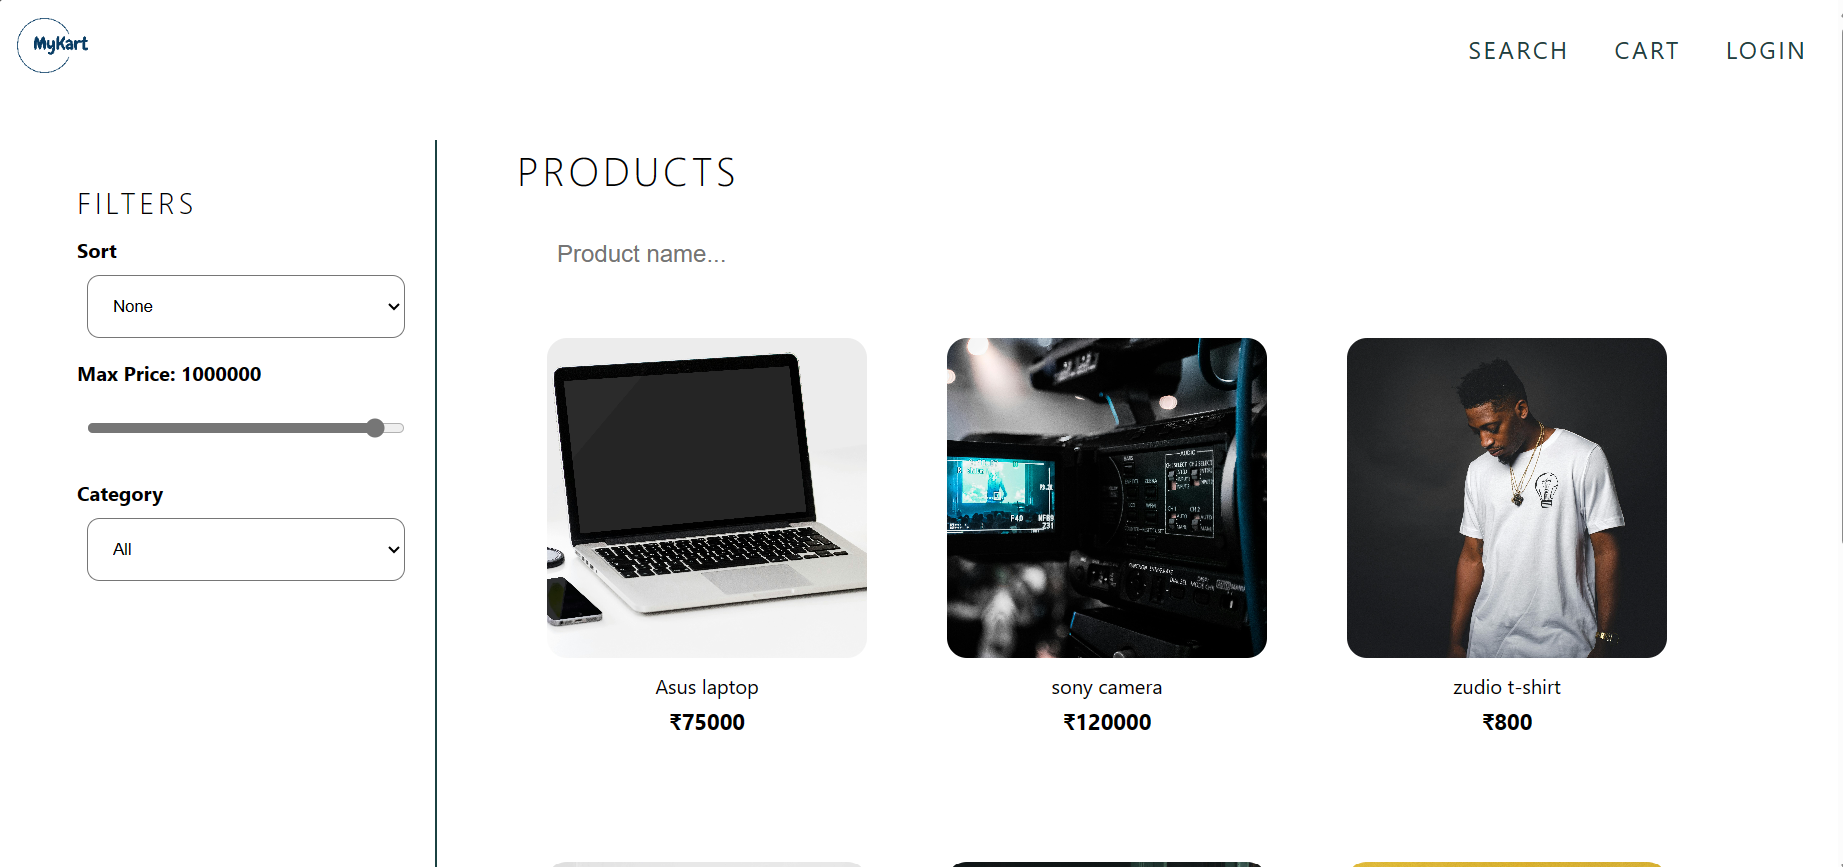 MyKart
SEARCH CART LOGIN
FILTERS
Sort
None
Max Price: 1000000
Category
All
PRODUCTS
Product name...
AUDIO
Asus laptop
₹75000
sony camera
₹120000
zudio t-shirt
₹800